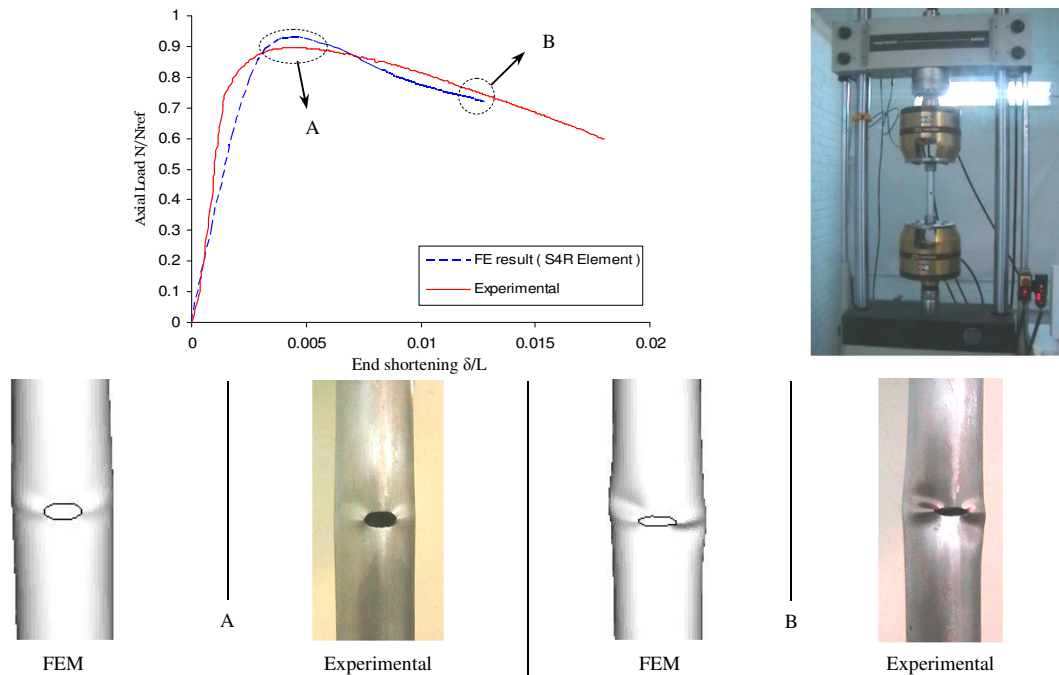 1
0.9
0.8
0.7
0.6
0.5
0.4
0.3
0.2
0.1
0
Axial Load N/Nref
A
B
FE result ( S4R Element )
Experimental
0
0.005
0.01
0.015
0.02
End shortening δ/L
A
B
FEM
Experimental
FEM
Experimental